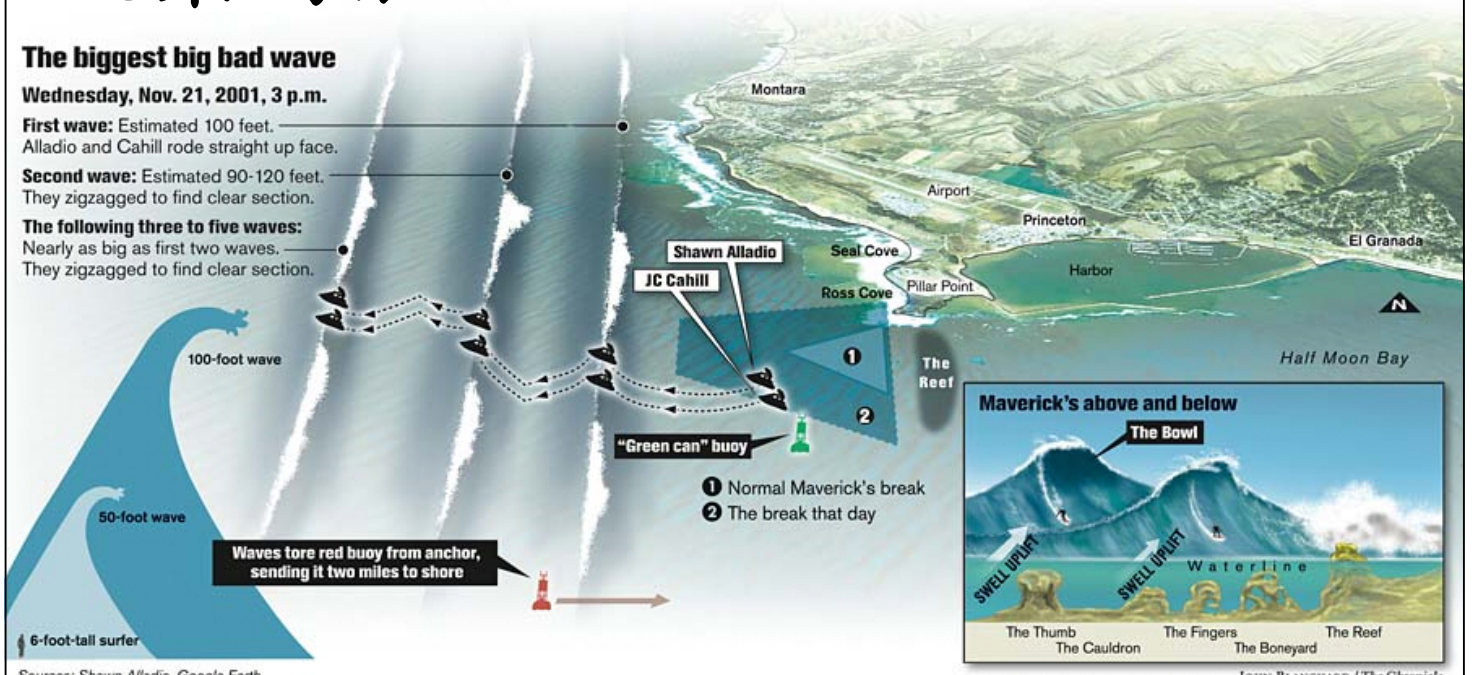 The biggest big bad wave
Wednesday, Nov. 21, 2001, 3 p.m.
First wave: Estimated 100 feet.
Alladio and Cahill rode straight up face.
Second wave: Estimated 90-120 feet.
They zigzagged to find clear section.
The following three to five waves:
Nearly as big as first two waves.
They zigzagged to find clear section.
100-foot wave
50-foot wave
6-foot-tall surfer
Waves tore red buoy from anchor,
sending it two miles to shore
Shawn Alladio
JC Cahill
"Green can" buoy
1 Normal Maverick's break
2 The break that day
1
2
Montara
Airport
Princeton
El Granada
Seal Cove
Harbor
Ross Cove
Pillar Point
N
The
Reef
Half Moon Bay
Maverick's above and below
The Bowl
SWELL UPLIFT
SWELL UPLIFT
Waterline
The Thumb
The Cauldron
The Fingers
The Boneyard
The Reef
Sources: Shawn Alladio, Google Earth
John Blanchard / The Chronicle